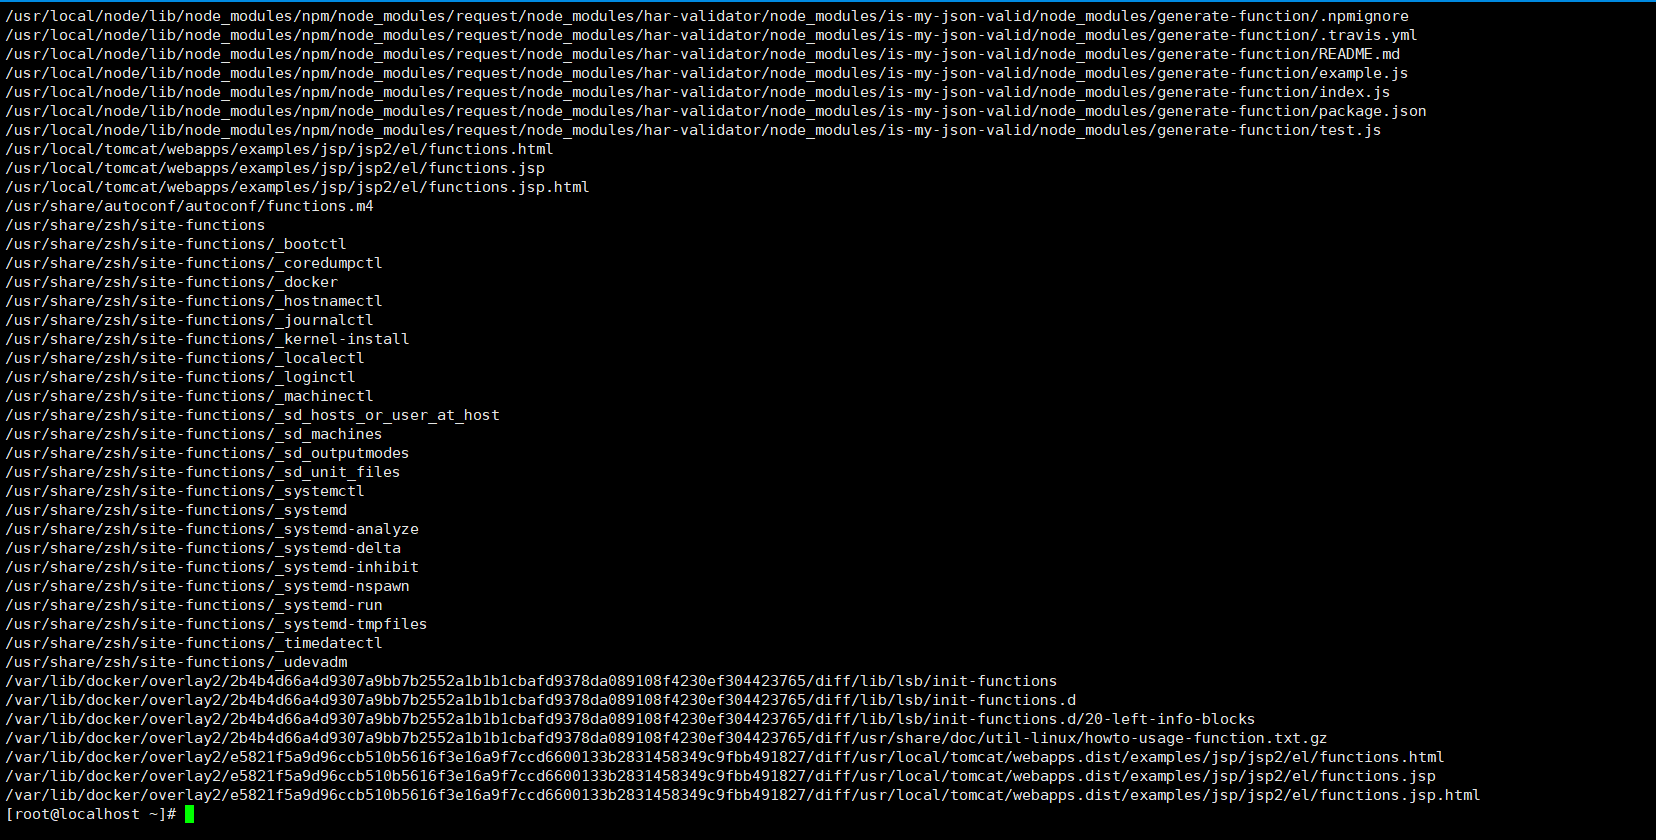 /usr/local/node/lib/node_modules/npm/node_modules/request/node_modules/har-validator/node_modules/is-my-json-valid/node_modules/generate-function/.npmignore
/usr/local/node/lib/node_modules/npm/node_modules/request/node_modules/har-validator/node_modules/is-my-json-valid/node_modules/generate-function/.travis.yml
/usr/local/node/lib/node_modules/npm/node_modules/request/node_modules/har-validator/node_modules/is-my-json-valid/node_modules/generate-function/README.md
/usr/local/node/lib/node_modules/npm/node_modules/request/node_modules/har-validator/node_modules/is-my-json-valid/node_modules/generate-function/example.js
/usr/local/node/lib/node_modules/npm/node_modules/request/node_modules/har-validator/node_modules/is-my-json-valid/node_modules/generate-function/index.js
/usr/local/node/lib/node_modules/npm/node_modules/request/node_modules/har-validator/node_modules/is-my-json-valid/node_modules/generate-function/package.json
/usr/local/node/lib/node_modules/npm/node_modules/request/node_modules/har-validator/node_modules/is-my-json-valid/node_modules/generate-function/test.js
/usr/local/tomcat/webapps/examples/jsp/jsp2/el/functions.html
/usr/local/tomcat/webapps/examples/jsp/jsp2/el/functions.jsp
/usr/local/tomcat/webapps/examples/jsp/jsp2/el/functions.jsp.html
/usr/share/autoconf/autoconf/functions.m4
/usr/share/zsh/site-functions
/usr/share/zsh/site-functions/_bootctl
/usr/share/zsh/site-functions/_coredumpctl
/usr/share/zsh/site-functions/_docker
/usr/share/zsh/site-functions/_hostnamectl
/usr/share/zsh/site-functions/_journalctl
/usr/share/zsh/site-functions/_kernel-install
/usr/share/zsh/site-functions/_localectl
/usr/share/zsh/site-functions/_loginctl
/usr/share/zsh/site-functions/_machinectl
/usr/share/zsh/site-functions/_sd_hosts_or_user_at_host
/usr/share/zsh/site-functions/_sd_machines
/usr/share/zsh/site-functions/_sd_outputmodes
/usr/share/zsh/site-functions/_sd_unit_files
/usr/share/zsh/site-functions/_systemctl
/usr/share/zsh/site-functions/_systemd
/usr/share/zsh/site-functions/_systemd-analyze
/usr/share/zsh/site-functions/_systemd-delta
/usr/share/zsh/site-functions/_systemd-inhibit
/usr/share/zsh/site-functions/_systemd-nspawn
/usr/share/zsh/site-functions/_systemd-run
/usr/share/zsh/site-functions/_systemd-tmpfiles
/usr/share/zsh/site-functions/_timedatectl
/usr/share/zsh/site-functions/_udevadm
/var/lib/docker/overlay2/2b4b4d66a4d9307a9bb7b2552a1b1b1cbafd9378da089108f4230ef304423765/diff/lib/lsb/init-functions
/var/lib/docker/overlay2/2b4b4d66a4d9307a9bb7b2552a1b1b1cbafd9378da089108f4230ef304423765/diff/lib/lsb/init-functions.d
/var/lib/docker/overlay2/2b4b4d66a4d9307a9bb7b2552a1b1b1cbafd9378da089108f4230ef304423765/diff/lib/lsb/init-functions.d/20-left-info-blocks
/var/lib/docker/overlay2/2b4b4d66a4d9307a9bb7b2552a1b1b1cbafd9378da089108f4230ef304423765/diff/usr/share/doc/util-linux/howto-usage-function.txt.gz
/var/lib/docker/overlay2/e5821f5a9d96ccb510b5616f3e16a9f7ccd6600133b2831458349c9fbb491827/diff/usr/local/tomcat/webapps.dist/examples/jsp/jsp2/el/functions.html
/var/lib/docker/overlay2/e5821f5a9d96ccb510b5616f3e16a9f7ccd6600133b2831458349c9fbb491827/diff/usr/local/tomcat/webapps.dist/examples/jsp/jsp2/el/functions.jsp
/var/lib/docker/overlay2/e5821f5a9d96ccb510b5616f3e16a9f7ccd6600133b2831458349c9fbb491827/diff/usr/local/tomcat/webapps.dist/examples/jsp/jsp2/el/functions.jsp.html
[root@localhost ~]#